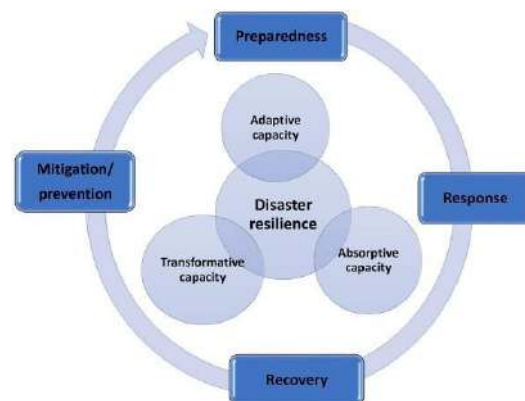 Preparedness
Adaptive
capacity
Mitigation/
prevention
Disaster
resilience
Response
Transformative
capacity
Absorptive
capacity
Recovery